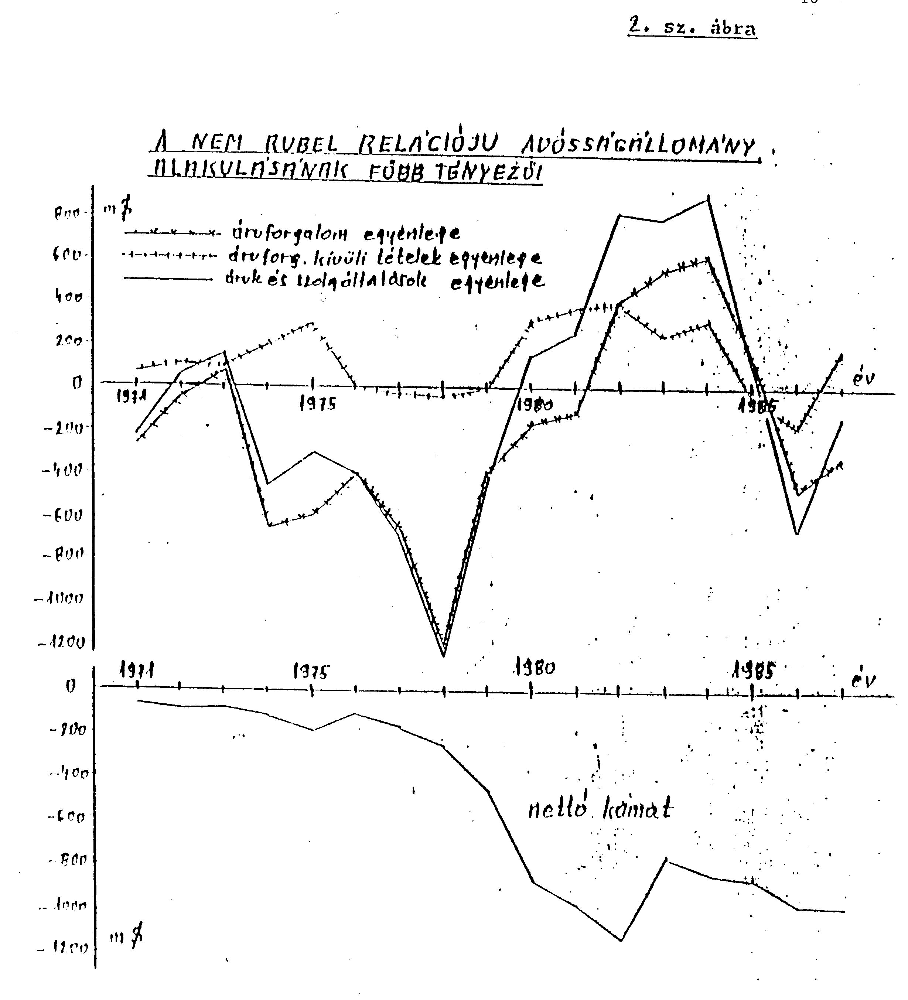 2. sz. ábra
A NEM RUBEL RELÁCIÓJU ADÓSSÁGÁLLOMÁNY
ALAKULÁSÁNAK FŐBB TÉNYEZŐI
m$
800
áruforgalom egyenlege
600
áruforg. kívüli tételek egyenlege
áruk és szolgáltatások egyenlege
400
200
0
év
1971 1975 1980 1985
-200
-400
-600
-800
-1000
-1200
1971 1975 1980 1985
0
év
-200
-400
-600
nettó kamat
-800
-1000
m$
-1200